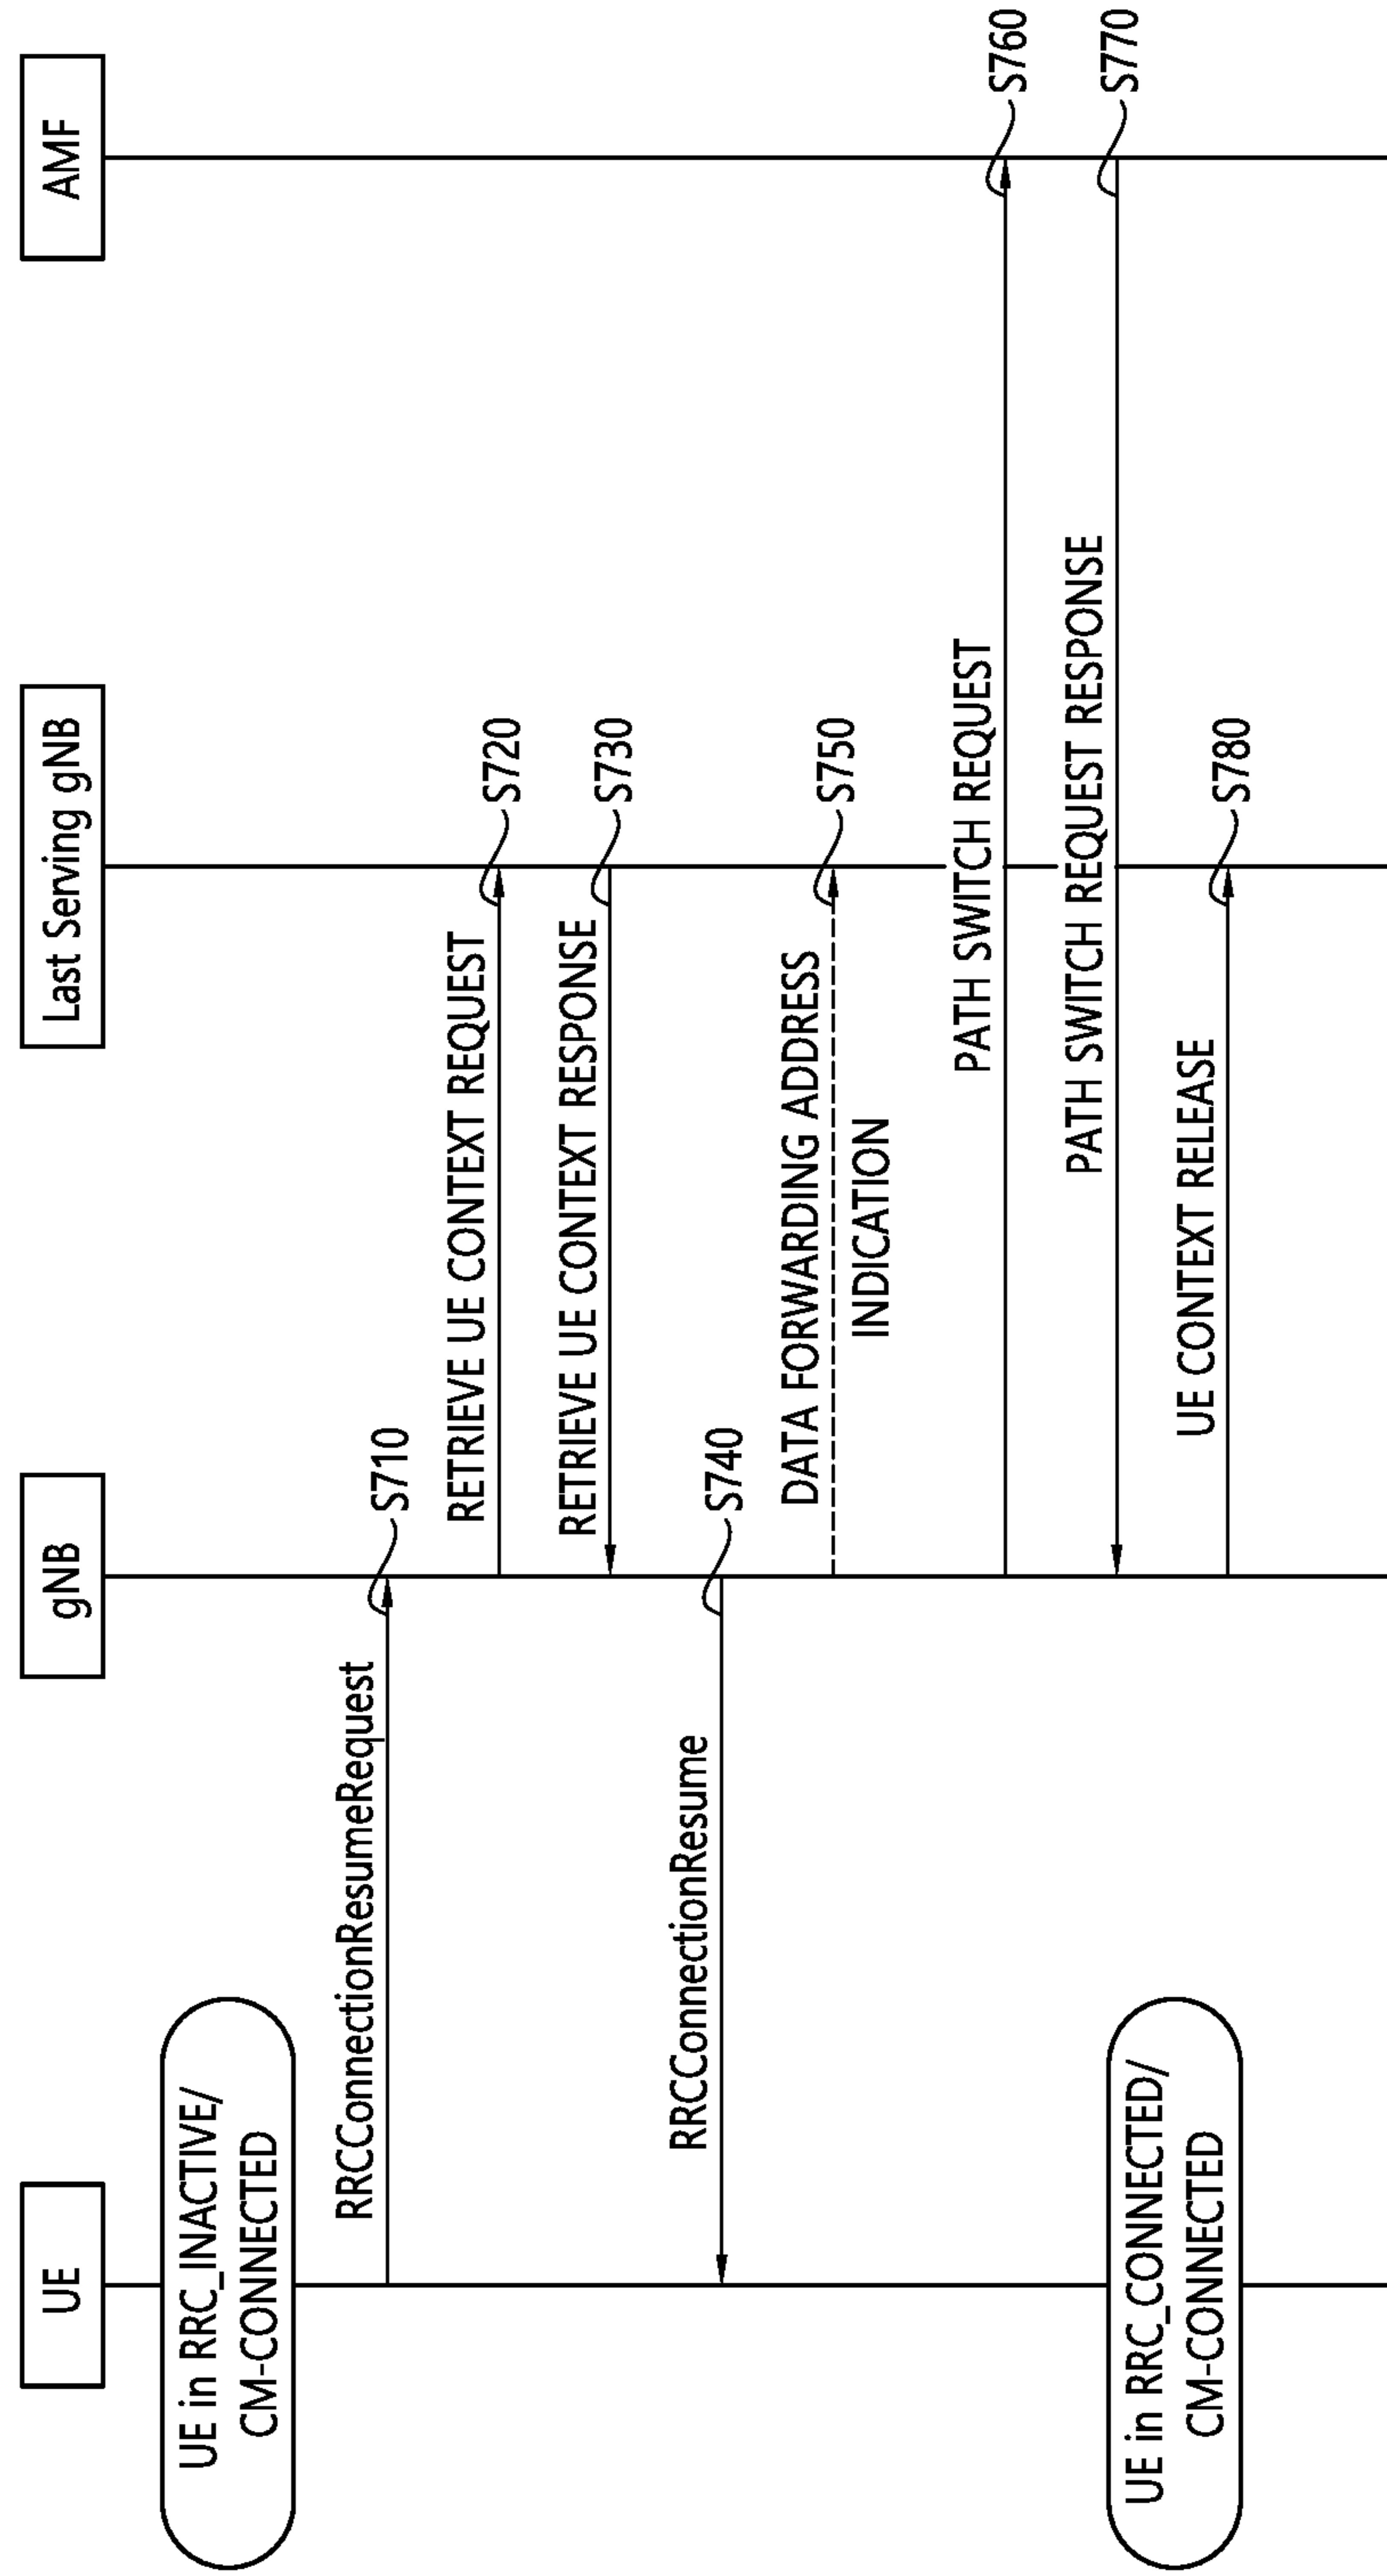 UE
gNB
Last Serving gNB
AMF
UE in RRC_INACTIVE/
CM-CONNECTED
RRCConnectionResumeRequest
S710
RETRIEVE UE CONTEXT REQUEST
S720
RETRIEVE UE CONTEXT RESPONSE
S730
RRCConnectionResume
S740
DATA FORWARDING ADDRESS
INDICATION
S750
PATH SWITCH REQUEST
S760
PATH SWITCH REQUEST RESPONSE
S770
UE in RRC_CONNECTED/
CM-CONNECTED
UE CONTEXT RELEASE
S780